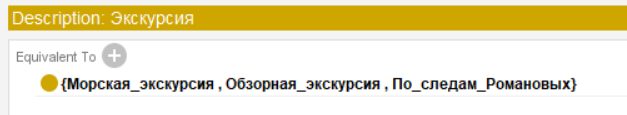 Description: Экскурсия
Equivalent To
{Морская_экскурсия , Обзорная_экскурсия , По_следам_Романовых}